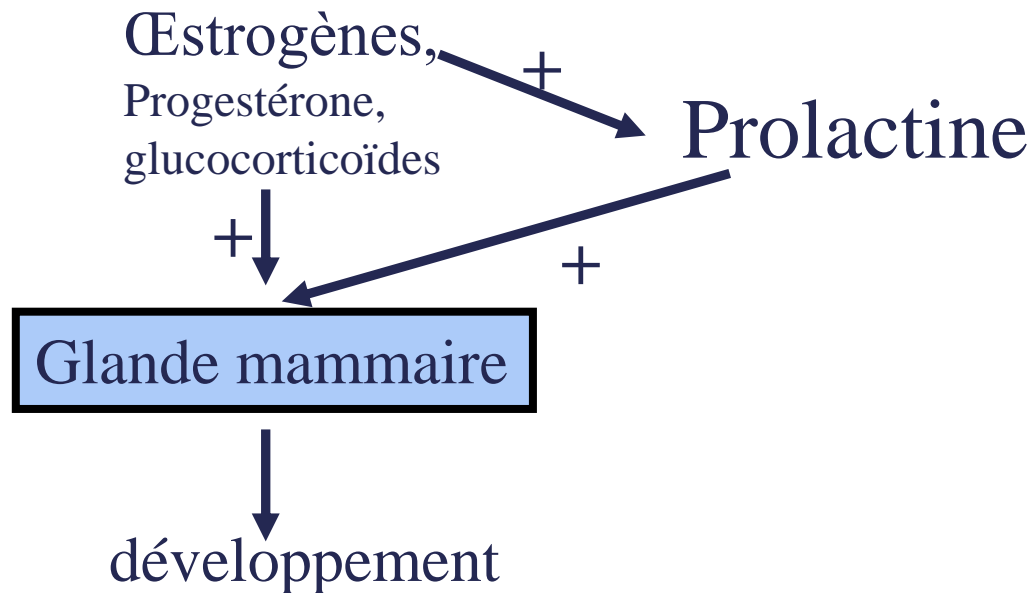 Œstrogènes,
+
Progestérone,
Prolactine
glucocorticoïdes
+
+
Glande mammaire
développement